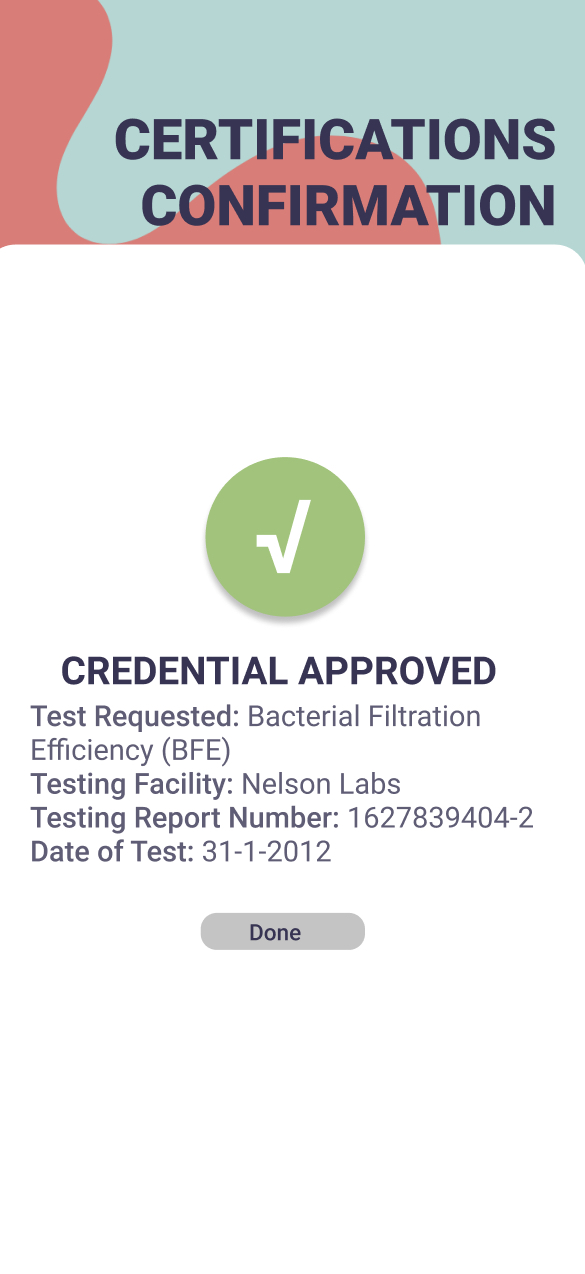 CERTIFICATIONS
CONFIRMATION
√
CREDENTIAL APPROVED
Test Requested: Bacterial Filtration
Efficiency (BFE)
Testing Facility: Nelson Labs
Testing Report Number: 1627839404-2
Date of Test: 31-1-2012
Done